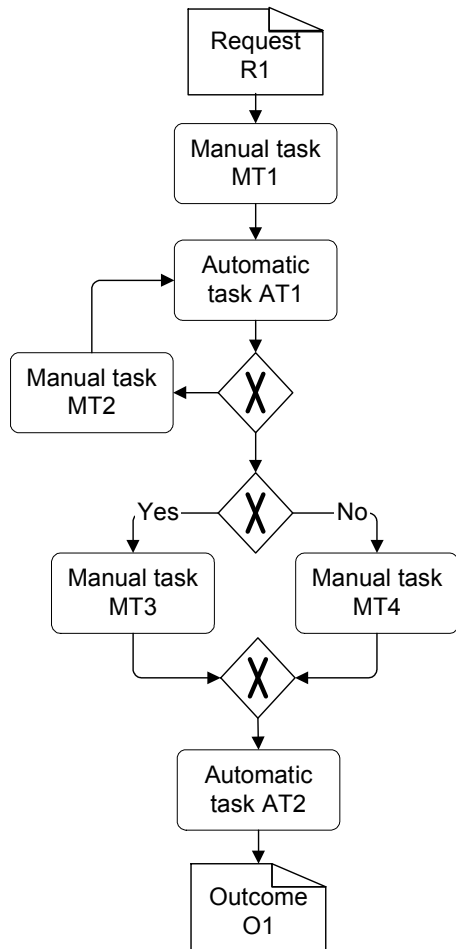 Request
R1
Manual task
MT1
Automatic
task AT1
Manual task
MT2
X
X
Yes
No
Manual task
MT3
Manual task
MT4
X
Automatic
task AT2
Outcome
O1